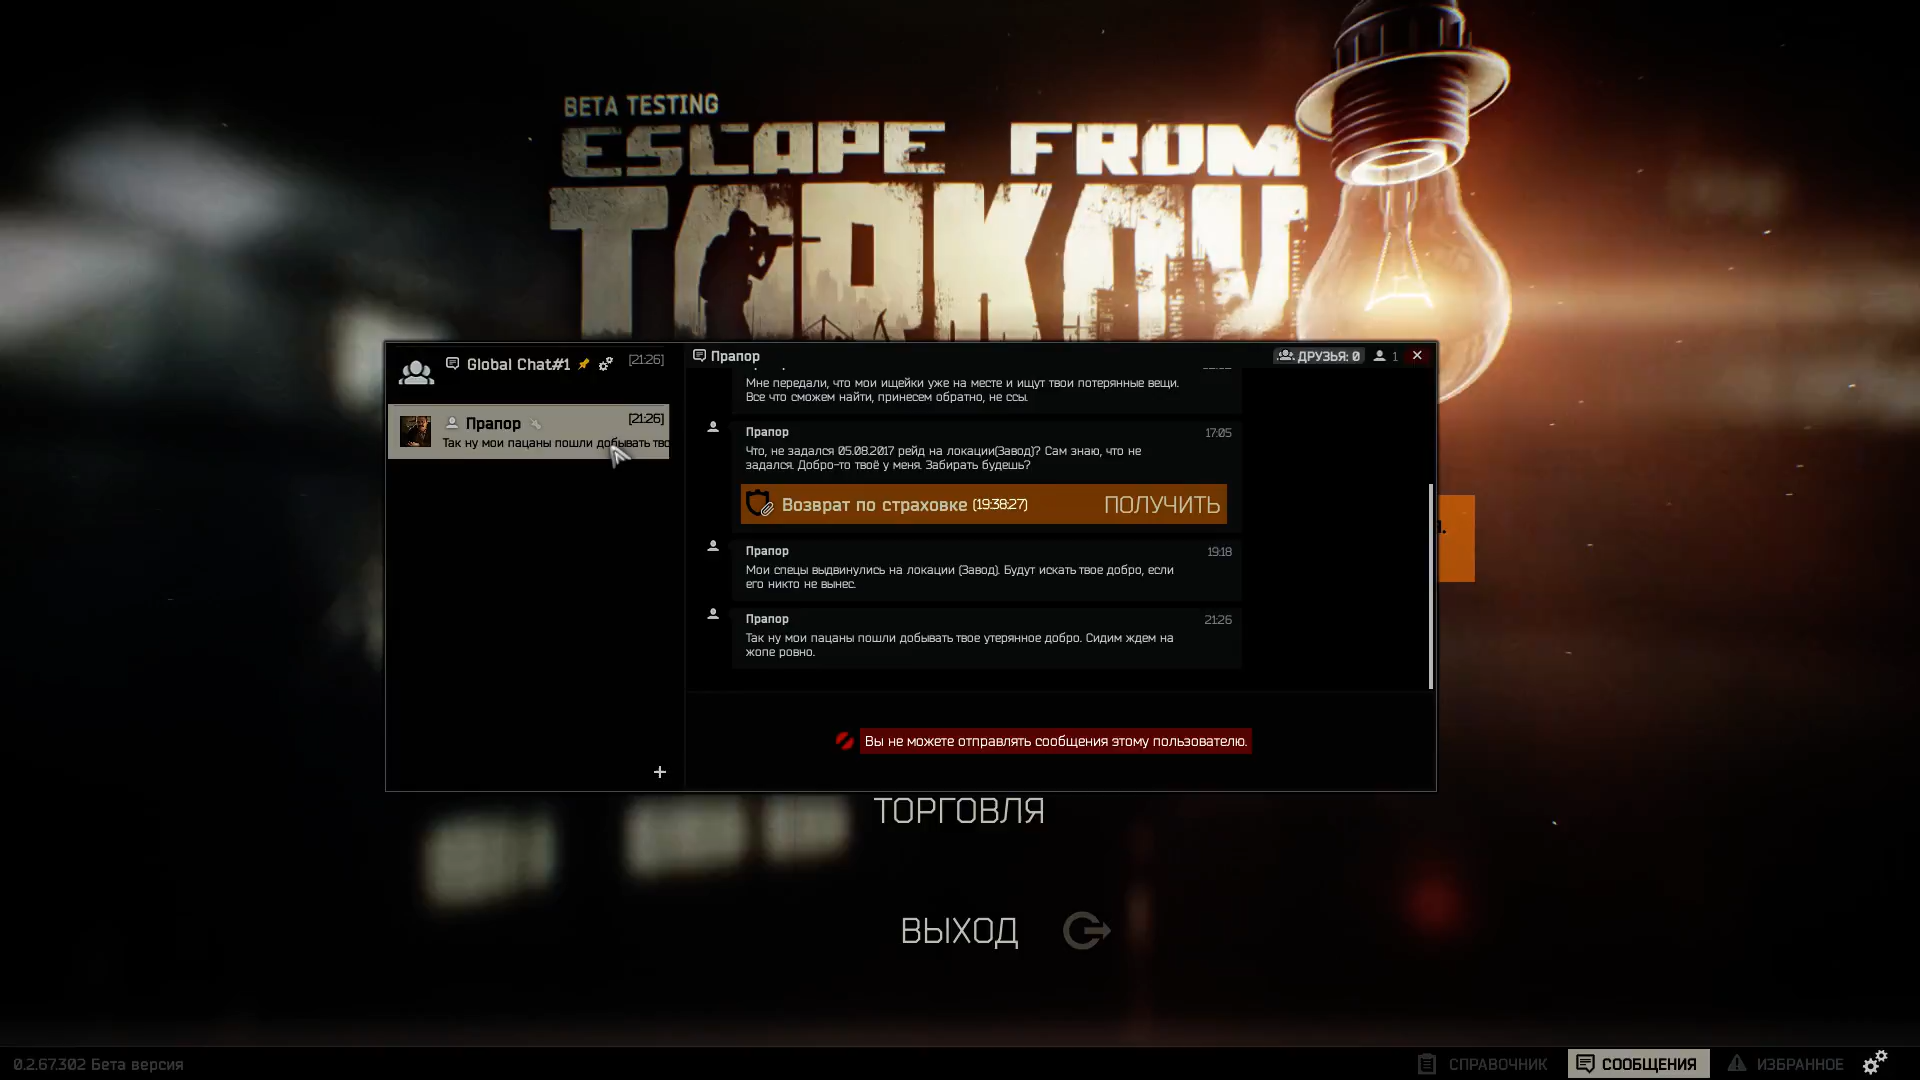 BETA TESTING
ESCAPE FROM
TARKOV
Global Chat#1 [21:26]
Прапор [21:26]
Так ну мои пацаны пошли добывать тво
Прапор
ДРУЗЬЯ: 0 1
Мне передали, что мои ищейки уже на месте и ищут твои потерянные вещи.
Все что сможем найти, принесем обратно, не ссы.
Прапор 17:05
Что, не задался 05.08.2017 рейд на локации(Завод)? Сам знаю, что не
задался. Добро-то твоё у меня. Забирать будешь?
Возврат по страховке (19:38:27) ПОЛУЧИТЬ
Прапор 19:18
Мои спецы выдвинулись на локации (Завод). Будут искать твое добро, если
его никто не вынес.
Прапор 21:26
Так ну мои пацаны пошли добывать твое утерянное добро. Сидим ждем на
жопе ровно.
Вы не можете отправлять сообщения этому пользователю.
ТОРГОВЛЯ
ВЫХОД
0.2.67.302 Бета версия
СПРАВОЧНИК
СООБЩЕНИЯ
ИЗБРАННОЕ